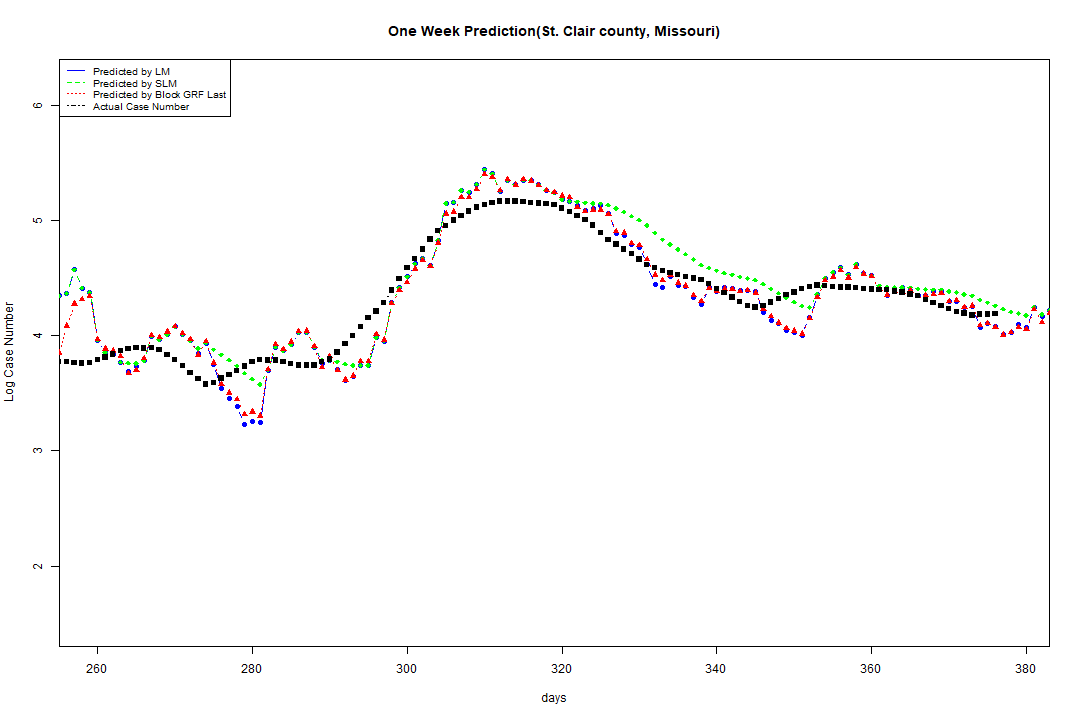 One Week Prediction(St. Clair county, Missouri)
Predicted by LM
Predicted by SLM
Predicted by Block GRF Last
Actual Case Number
6
5
4
3
2
Log Case Number
260 280 300 320 340 360 380
days